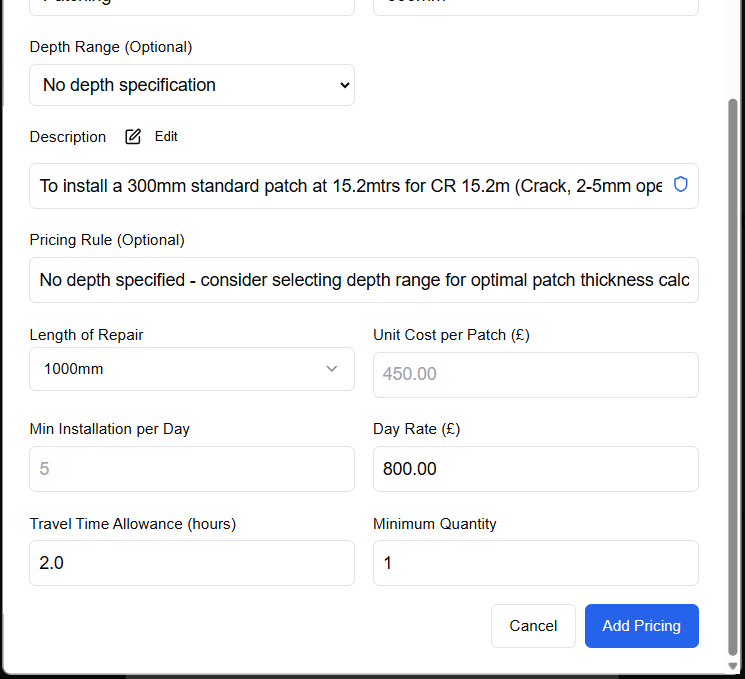 Depth Range (Optional)
No depth specification
Description Edit
To install a 300mm standard patch at 15.2mtrs for CR 15.2m (Crack, 2-5mm ope
Pricing Rule (Optional)
No depth specified - consider selecting depth range for optimal patch thickness calc
Length of Repair Unit Cost per Patch (£)
1000mm 450.00
Min Installation per Day Day Rate (£)
5 800.00
Travel Time Allowance (hours) Minimum Quantity
2.0 1
Cancel Add Pricing